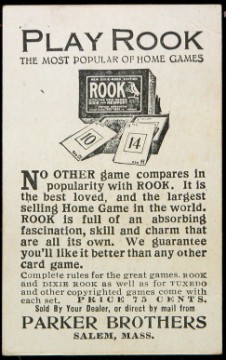 PLAY ROOK
THE MOST POPULAR OF HOME GAMES
ROOK
10
14
NO OTHER game compares in
popularity with ROOK. It is
the best loved, and the largest
selling Home Game in the world.
ROOK is full of an absorbing
fascination, skill and charm that
are all its own. We guarantee
you'll like it better than any other
card game.
Complete rules for the great games. ROOK
and DIXIE ROOK as well as for TUXEDO
and other copyrighted games come with
each set. PRICE 75 CENTS.
Sold By Your Dealer, or direct by mail from
PARKER BROTHERS
SALEM, MASS.